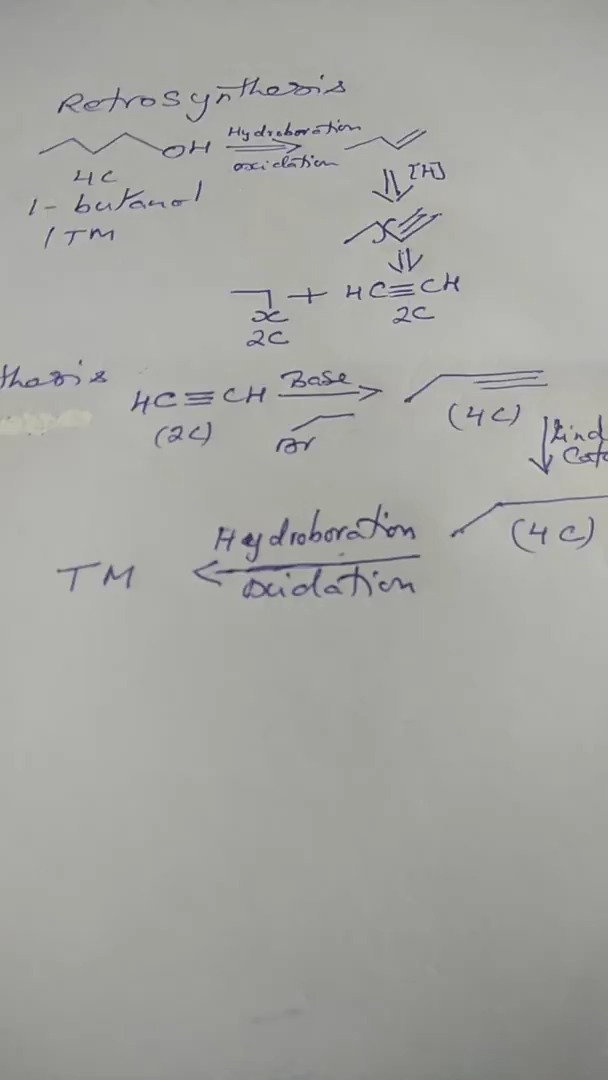 Retrosynthesis
OH Hydroboration
oxidation
4C
1-butanol
1TM
[H]
+ HC≡CH
x 2C
2C
thesis
HC≡CH Base
(2C) Br
(4C)
Lind
Cata
Hydroboration
(4C)
TM
Oxidation